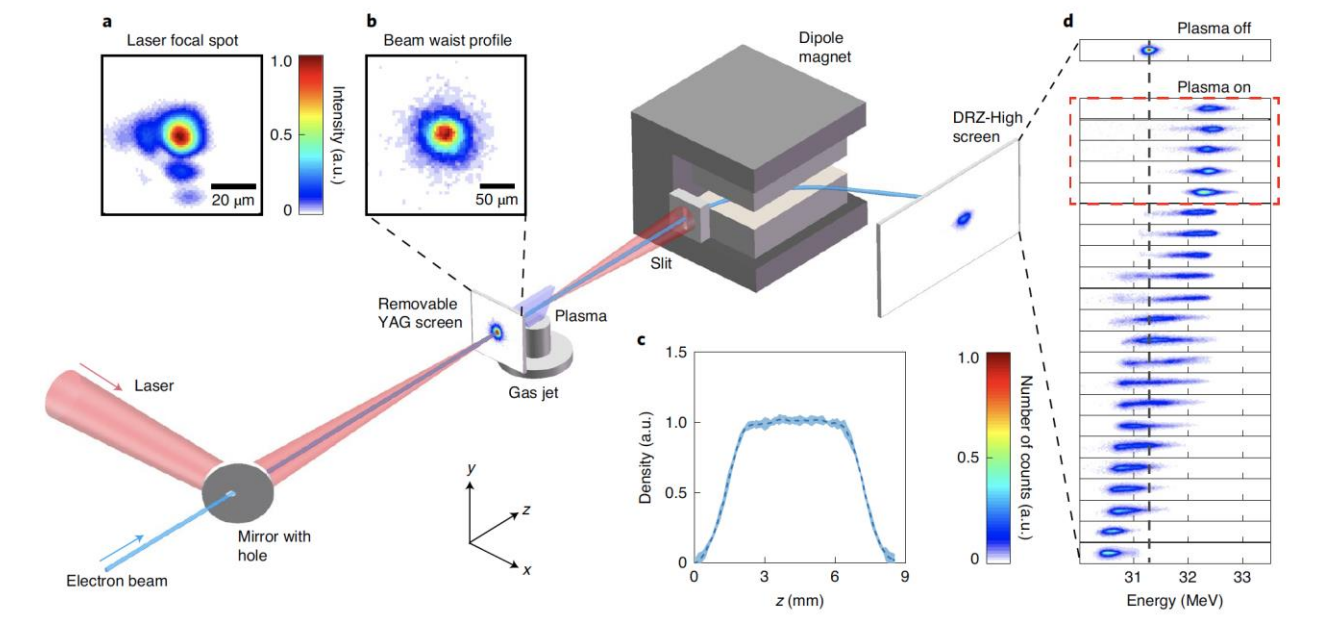 a
Laser focal spot
1.0
0.5
0
Intensity (a.u.)
20 μm
b
Beam waist profile
50 μm
Dipole
magnet
DRZ-High
screen
Slit
Removable
YAG screen
Plasma
Gas jet
Laser
Mirror with
hole
Electron beam
y
z
x
c
1.5
1.0
0.5
0
Density (a.u.)
0 3 6 9
z (mm)
1.0
0.5
0
Number of counts (a.u.)
d
Plasma off
Plasma on
31 32 33
Energy (MeV)